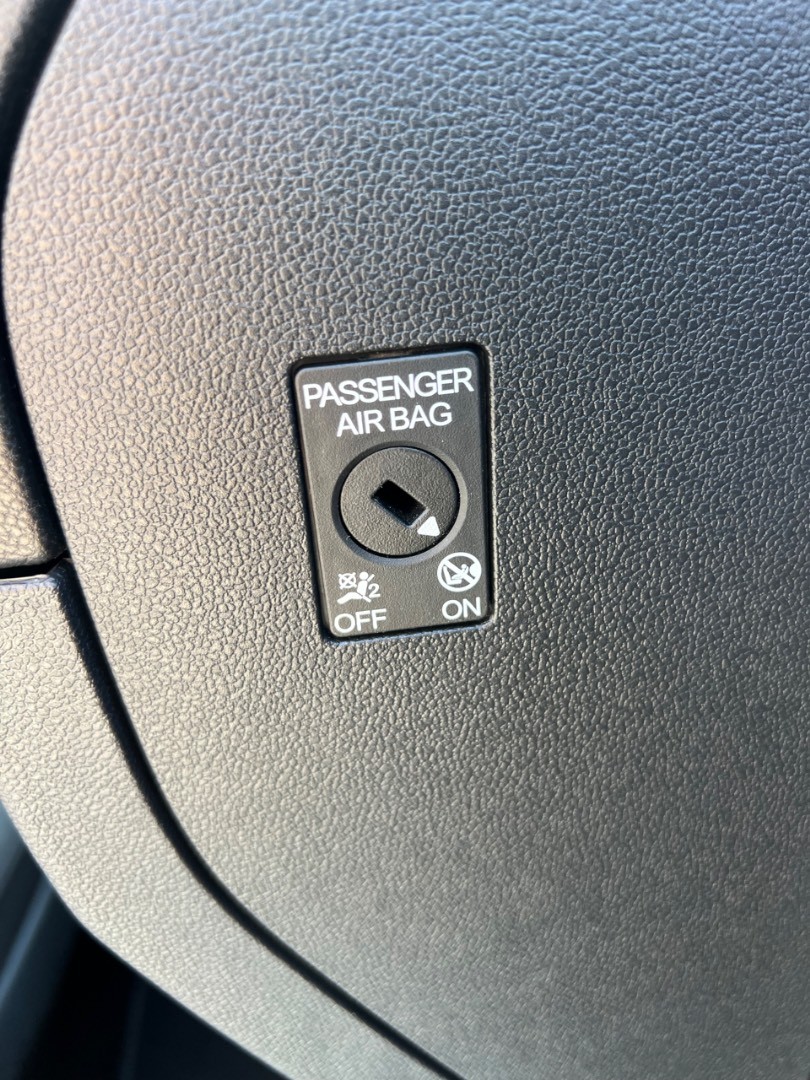 PASSENGER
AIR BAG
2
OFF ON